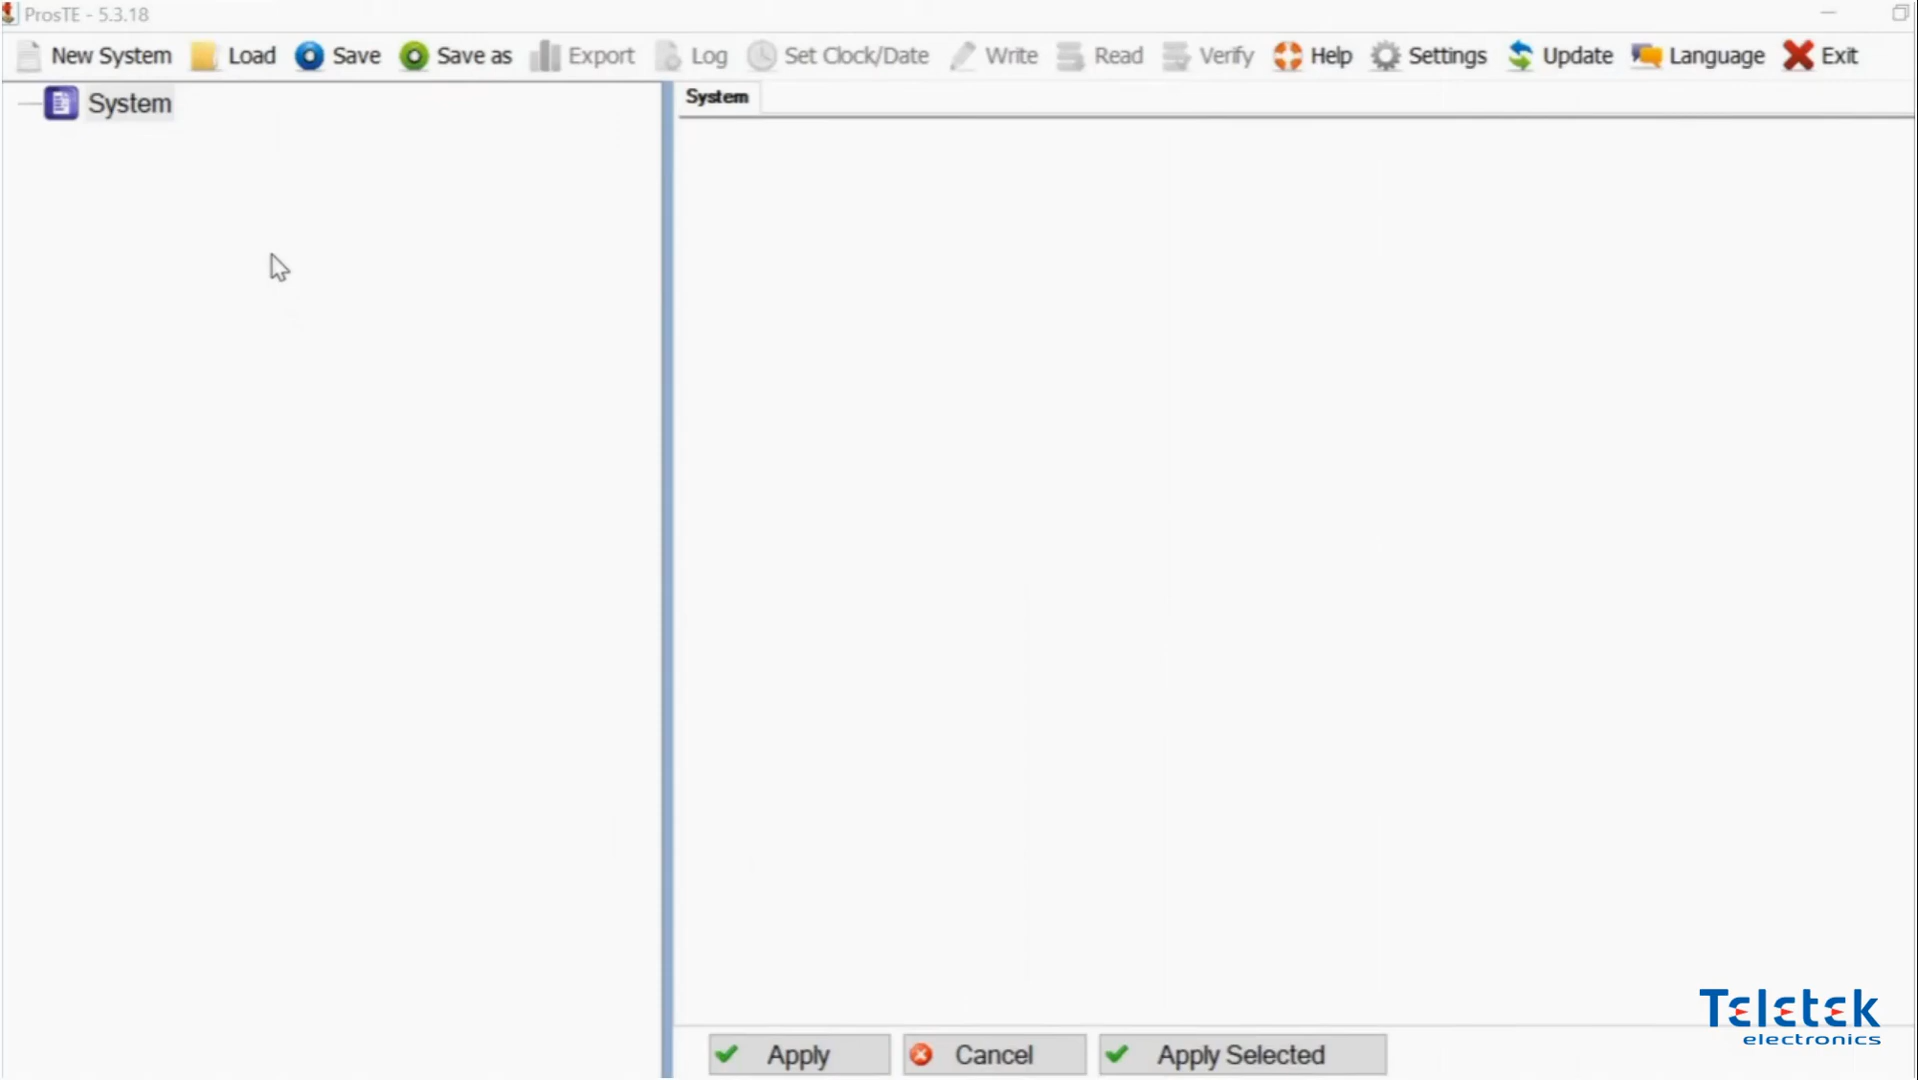 ProsTE - 5.3.18
New System Load Save Save as Export Log Set Clock/Date Write Read Verify Help Settings Update Language Exit
System
System
Teletek
electronics
Apply Cancel Apply Selected